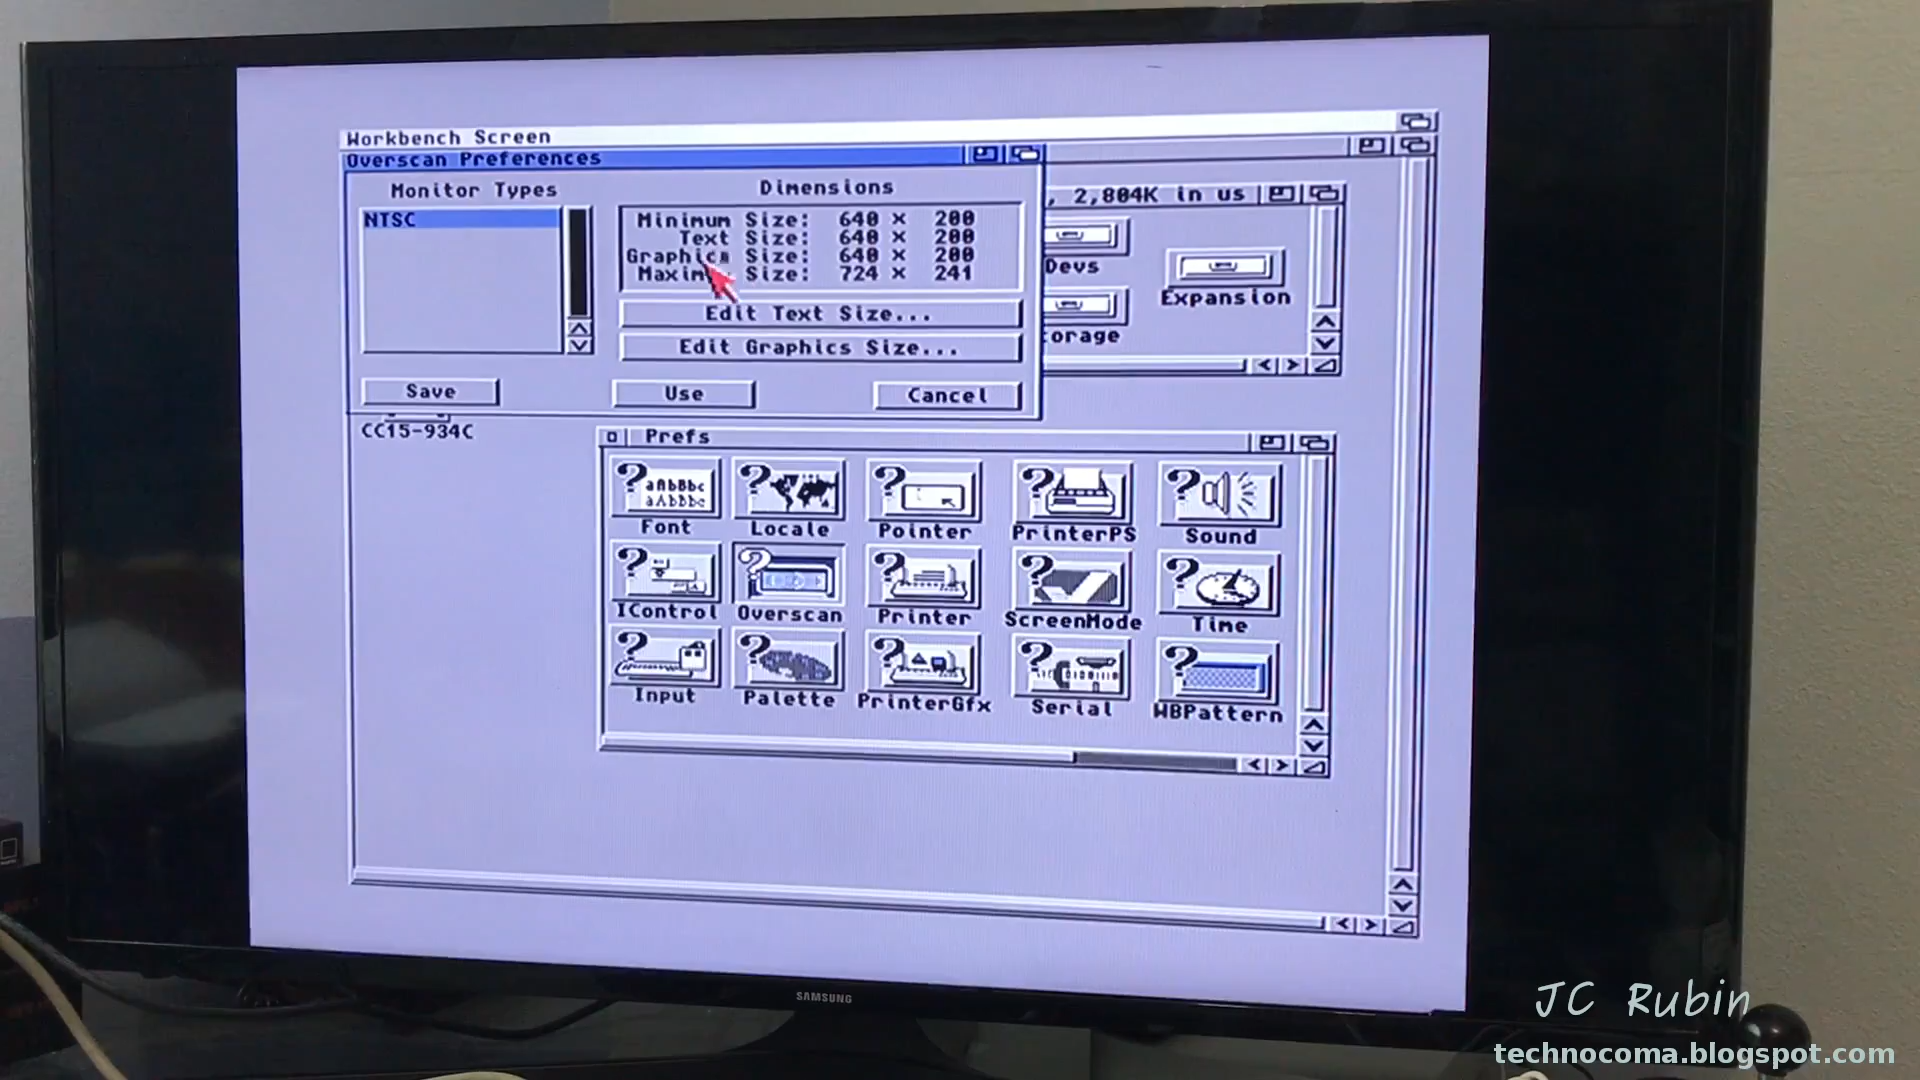 Workbench Screen
Overscan Preferences
Monitor Types
NTSC
Dimensions
Minimum Size: 640 × 200
Text Size: 640 × 200
Graphics Size: 640 × 200
Maxim Size: 724 × 241
Edit Text Size...
Edit Graphics Size...
Save
Use
Cancel
, 2,804K in us
Devs
Expansion
torage
CC15-934C
Prefs
Font
Locale
Pointer
PrinterPS
Sound
IControl
Overscan
Printer
ScreenMode
Time
Input
Palette
PrinterGfx
Serial
WBPattern
SAMSUNG
JC Rubin
technocoma.blogspot.com